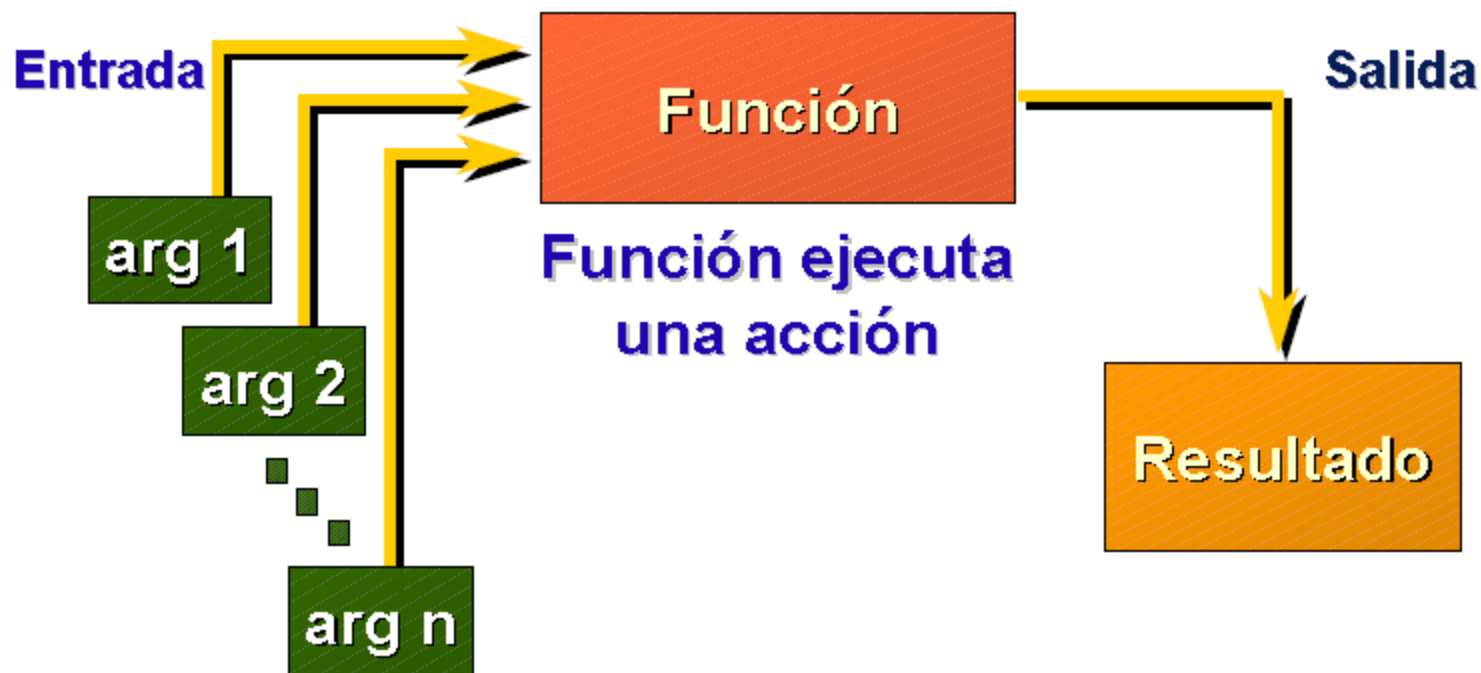 Entrada
Función
Salida
arg 1
Función ejecuta
una acción
arg 2
Resultado
arg n